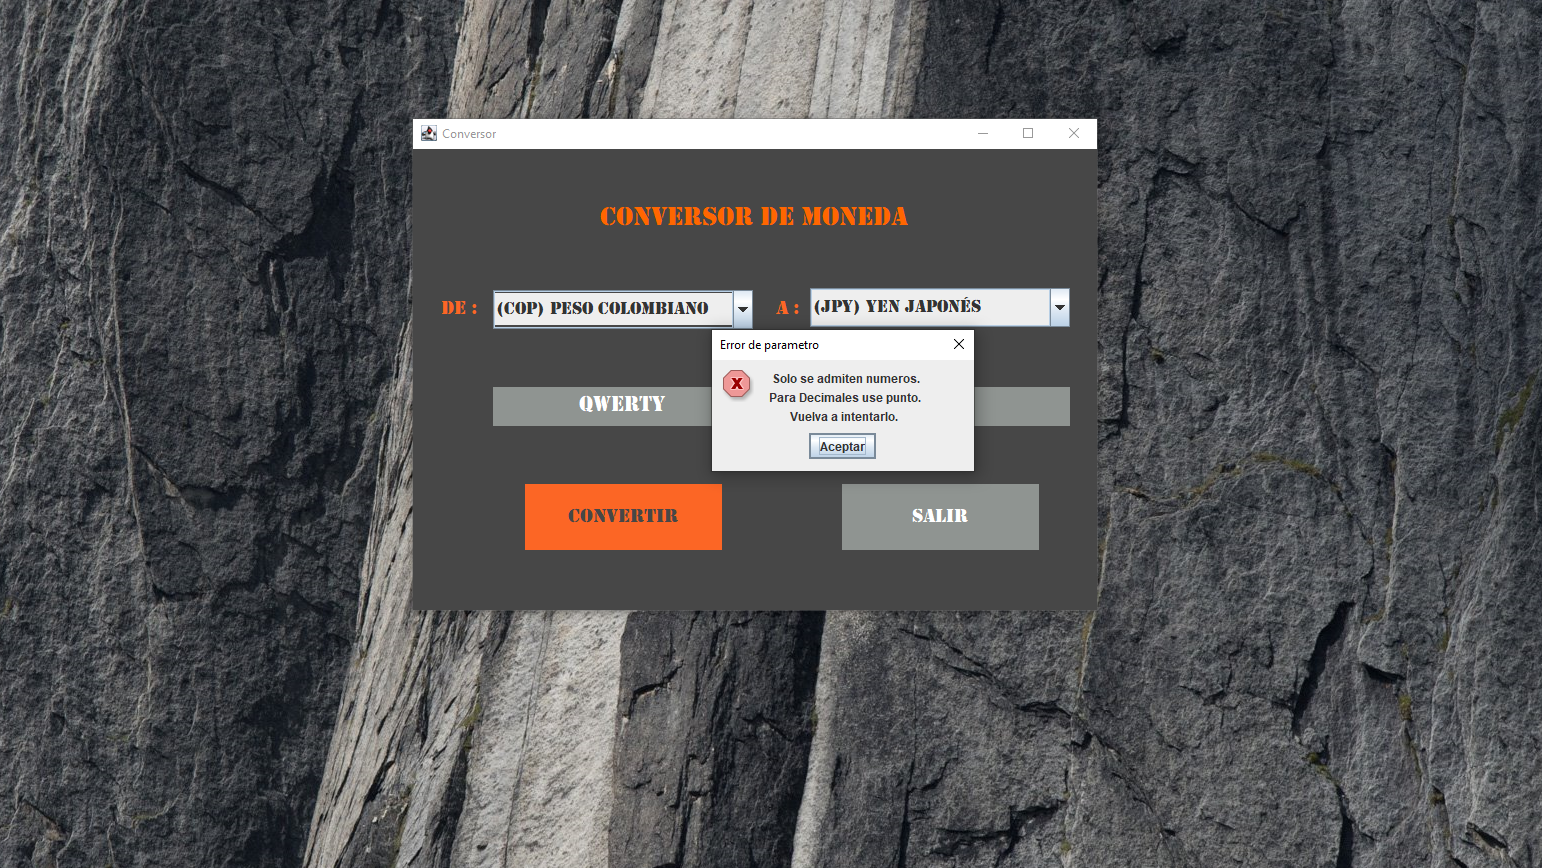 Conversor
CONVERSOR DE MONEDA
DE :
(COP) PESO COLOMBIANO
A :
(JPY) YEN JAPONÉS
Error de parametro
Solo se admiten numeros.
Para Decimales use punto.
Vuelva a intentarlo.
Aceptar
QWERTY
CONVERTIR
SALIR